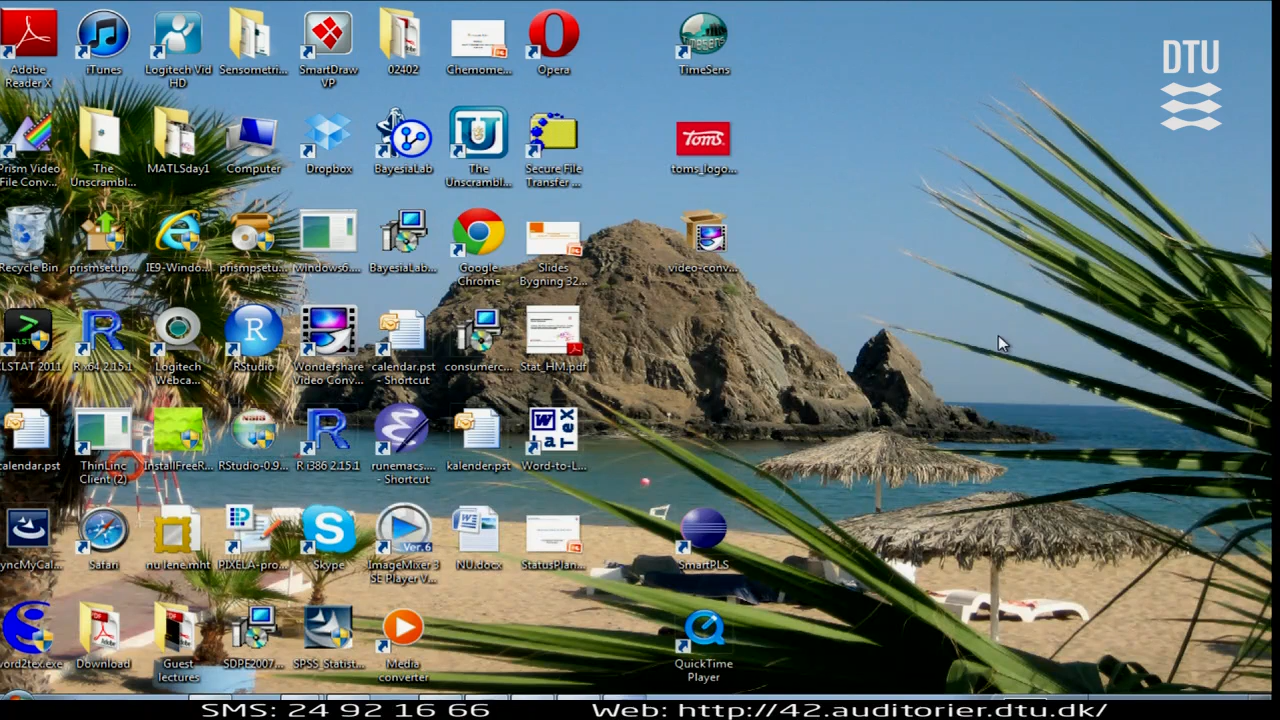 DTU
Adobe Reader X
iTunes
Logitech Vid HD
Sensometri...
SmartDraw VP
02402
Chemome...
Opera
TimeSens
Prism Video File Conv...
The Unscrambl...
MATLSday1
Computer
Dropbox
BayesiaLab
The Unscrambl...
Secure File Transfer ...
Toms
toms_logo...
Recycle Bin
prismsetup...
IE9-Windo...
prismpsetu...
Windows6....
BayesiaLab...
Google Chrome
Slides Bygning 32...
video-conv...
XLSTAT 2011
R x64 2.15.1
Logitech Webca...
RStudio
Wondershare Video Conv...
calendar.pst - Shortcut
consumerc...
Stat_HM.pdf
calendar.pst
ThinLinc Client (2)
InstallFreeR...
RStudio-0.9...
R i386 2.15.1
runemacs.... - Shortcut
kalender.pst
Word-to-L...
SyncMyCal...
Safari
nu lene.mht
PIXELA-pro...
Skype
ImageMixer 3 SE Player V...
NU.docx
StatusPlan...
SmartPLS
word2tex.exe
Download
Guest lectures
SDPE2007...
SPSS_Statist...
Media converter
QuickTime Player
SMS: 24 92 16 66 Web: http://42.auditorier.dtu.dk/